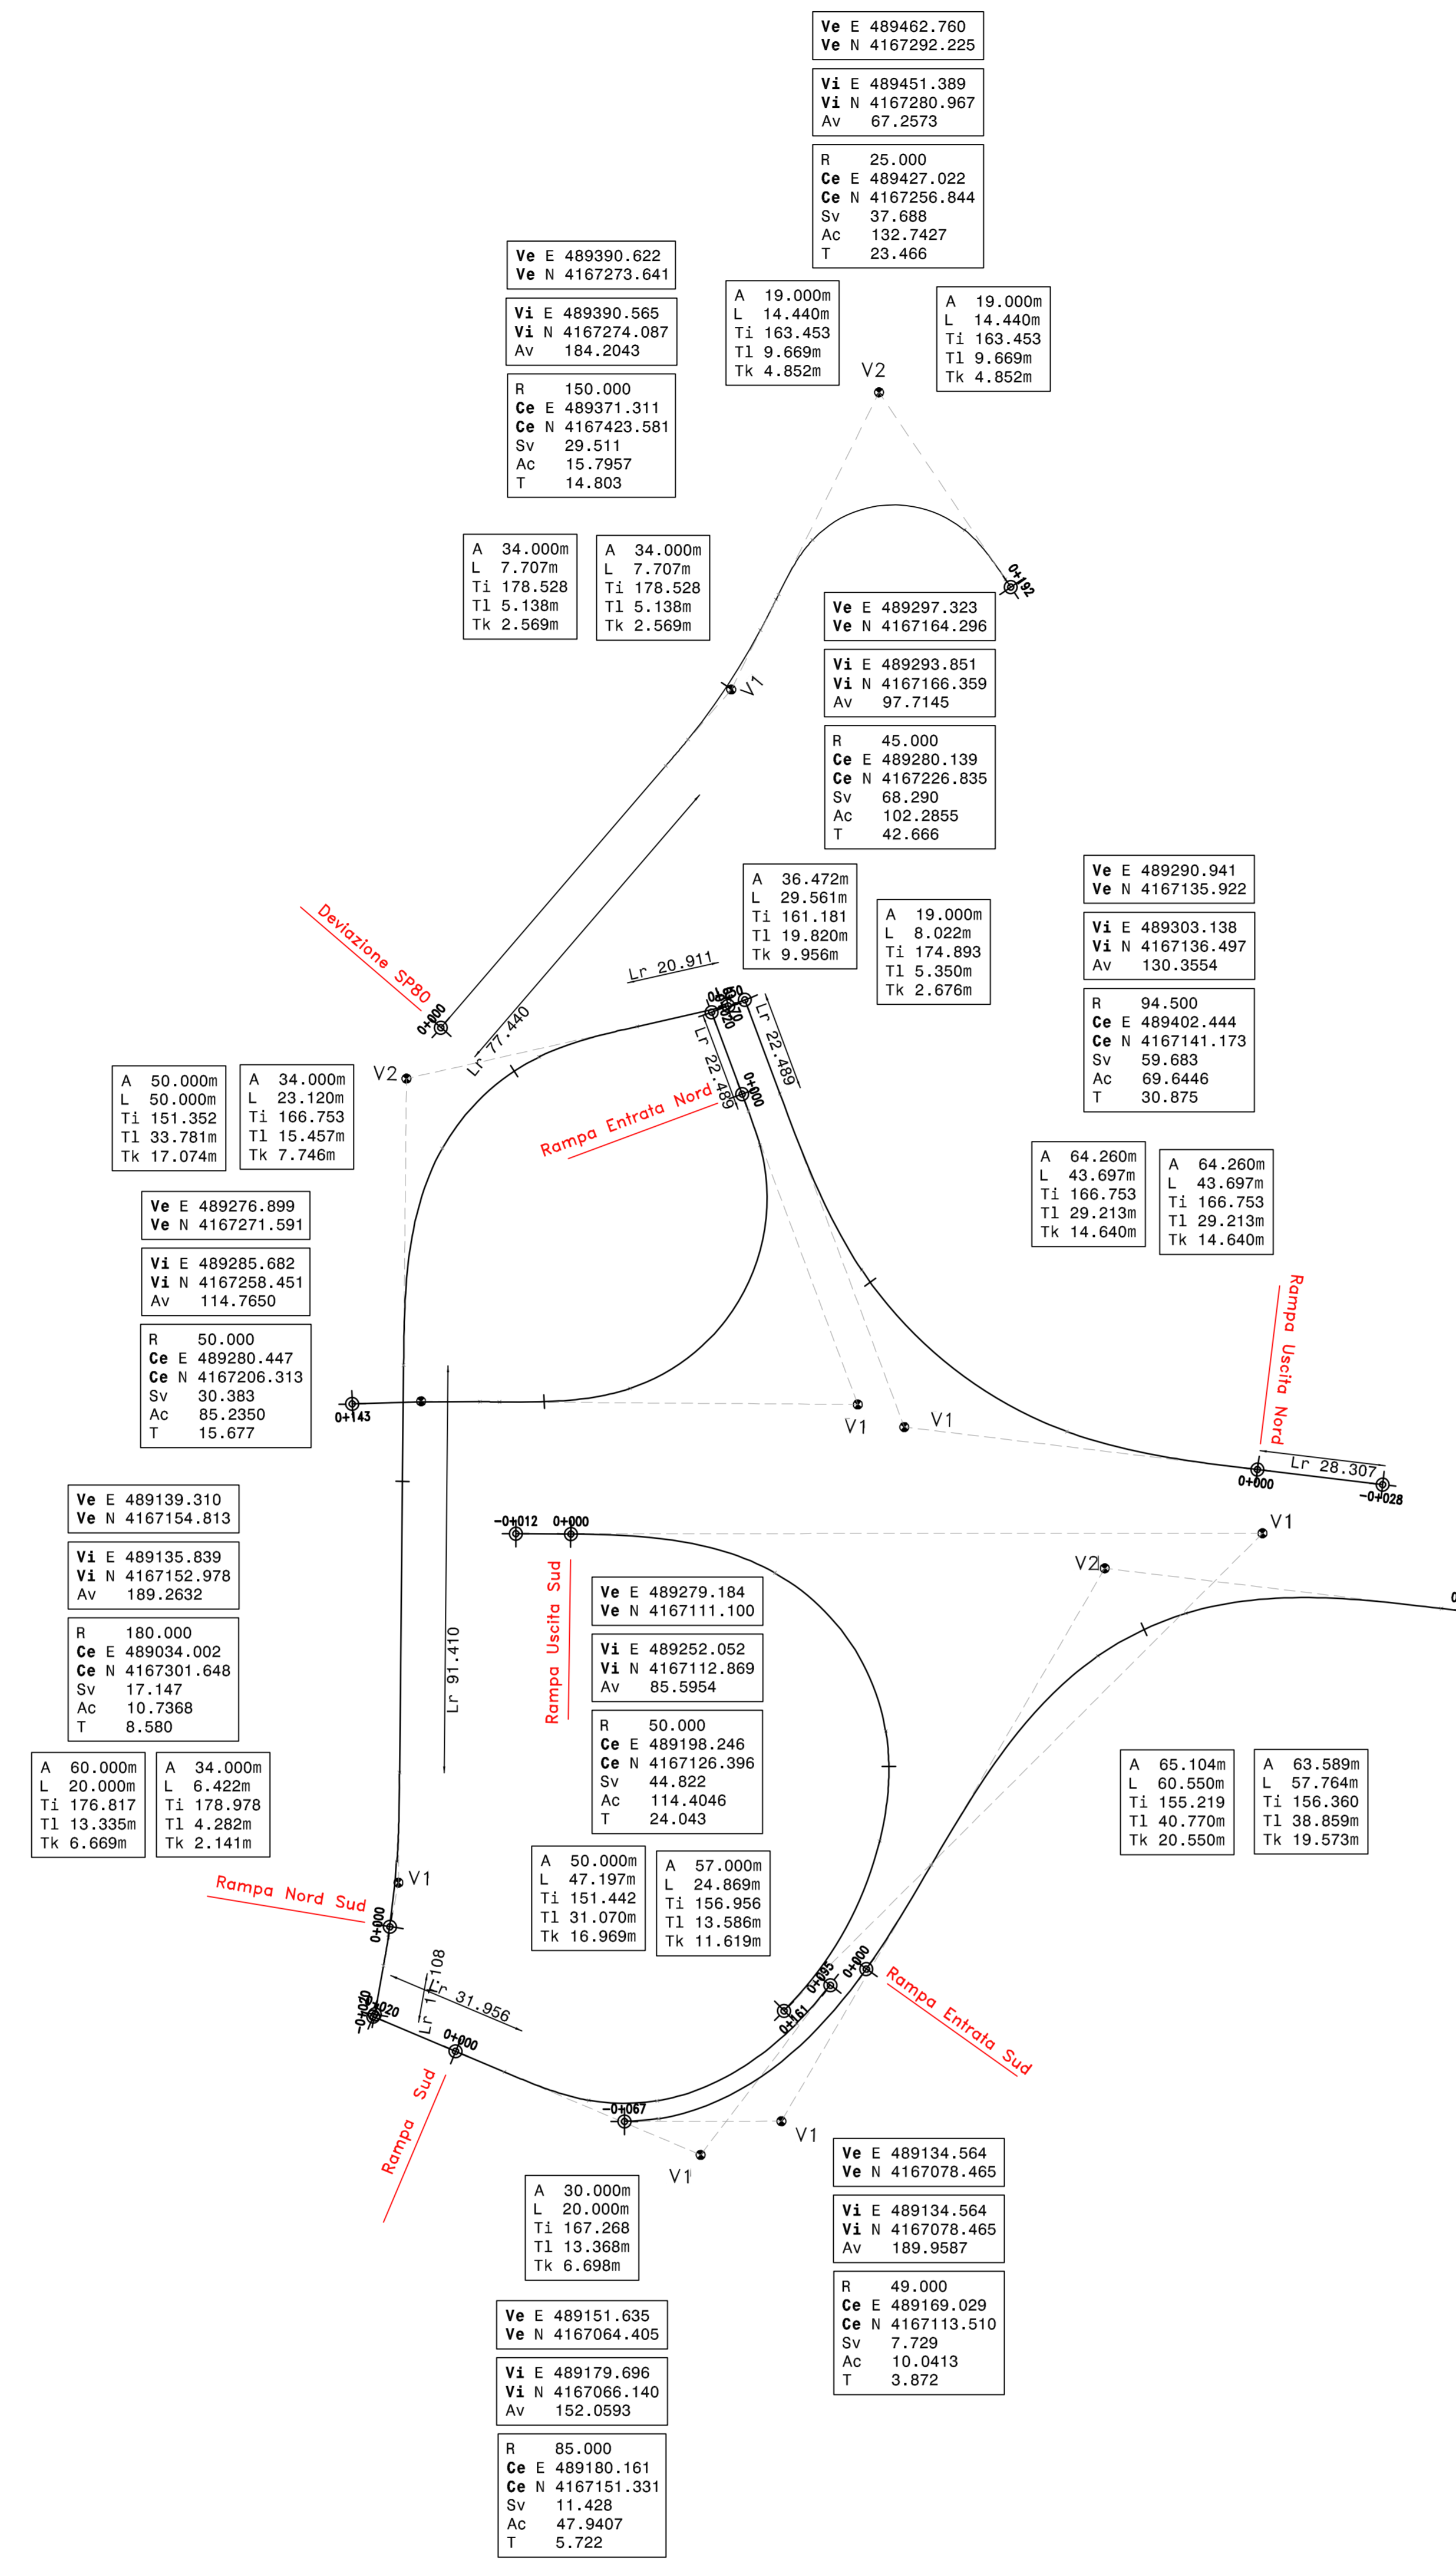 Ve E 489462.760
Ve N 4167292.225
Vi E 489451.389
Vi N 4167280.967
Av 67.2573
R 25.000
Ce E 489427.022
Ce N 4167256.844
Sv 37.688
Ac 132.7427
T 23.466
Ve E 489390.622
Ve N 4167273.641
Vi E 489390.565
Vi N 4167274.087
Av 184.2043
R 150.000
Ce E 489371.311
Ce N 4167423.581
Sv 29.511
Ac 15.7957
T 14.803
A 19.000m
L 14.440m
Ti 163.453
Tl 9.669m
Tk 4.852m
A 19.000m
L 14.440m
Ti 163.453
Tl 9.669m
Tk 4.852m
V2
A 34.000m
L 7.707m
Ti 178.528
Tl 5.138m
Tk 2.569m
A 34.000m
L 7.707m
Ti 178.528
Tl 5.138m
Tk 2.569m
0+192
V1
Ve E 489297.323
Ve N 4167164.296
Vi E 489293.851
Vi N 4167166.359
Av 97.7145
R 45.000
Ce E 489280.139
Ce N 4167226.835
Sv 68.290
Ac 102.2855
T 42.666
A 36.472m
L 29.561m
Ti 161.181
Tl 19.820m
Tk 9.956m
A 19.000m
L 8.022m
Ti 174.893
Tl 5.350m
Tk 2.676m
Ve E 489290.941
Ve N 4167135.922
Vi E 489303.138
Vi N 4167136.497
Av 130.3554
R 94.500
Ce E 489402.444
Ce N 4167141.173
Sv 59.683
Ac 69.6446
T 30.875
Deviazione SP80
0+000
Lr 77.440
Lr 20.911
Lr 22.489
Lr 22.489
0+000
Rampa Entrata Nord
V2
A 50.000m
L 50.000m
Ti 151.352
Tl 33.781m
Tk 17.074m
A 34.000m
L 23.120m
Ti 166.753
Tl 15.457m
Tk 7.746m
A 64.260m
L 43.697m
Ti 166.753
Tl 29.213m
Tk 14.640m
A 64.260m
L 43.697m
Ti 166.753
Tl 29.213m
Tk 14.640m
Ve E 489276.899
Ve N 4167271.591
Vi E 489285.682
Vi N 4167258.451
Av 114.7650
R 50.000
Ce E 489280.447
Ce N 4167206.313
Sv 30.383
Ac 85.2350
T 15.677
0+143
V1
V1
Rampa Uscita Nord
Lr 28.307
0+000
-0+028
Ve E 489139.310
Ve N 4167154.813
Vi E 489135.839
Vi N 4167152.978
Av 189.2632
R 180.000
Ce E 489034.002
Ce N 4167301.648
Sv 17.147
Ac 10.7368
T 8.580
-0+012
0+000
V1
V2
Rampa Uscita Sud
Lr 91.410
Ve E 489279.184
Ve N 4167111.100
Vi E 489252.052
Vi N 4167112.869
Av 85.5954
R 50.000
Ce E 489198.246
Ce N 4167126.396
Sv 44.822
Ac 114.4046
T 24.043
A 60.000m
L 20.000m
Ti 176.817
Tl 13.335m
Tk 6.669m
A 34.000m
L 6.422m
Ti 178.978
Tl 4.282m
Tk 2.141m
A 65.104m
L 60.550m
Ti 155.219
Tl 40.770m
Tk 20.550m
A 63.589m
L 57.764m
Ti 156.360
Tl 38.859m
Tk 19.573m
A 50.000m
L 47.197m
Ti 151.442
Tl 31.070m
Tk 16.969m
A 57.000m
L 24.869m
Ti 156.956
Tl 13.586m
Tk 11.619m
V1
Rampa Nord Sud
0+000
Lr 31.956
0+020
0+000
0+095
0+000
0+161
Rampa Entrata Sud
Rampa Sud
-0+067
V1
V1
A 30.000m
L 20.000m
Ti 167.268
Tl 13.368m
Tk 6.698m
Ve E 489134.564
Ve N 4167078.465
Vi E 489134.564
Vi N 4167078.465
Av 189.9587
R 49.000
Ce E 489169.029
Ce N 4167113.510
Sv 7.729
Ac 10.0413
T 3.872
Ve E 489151.635
Ve N 4167064.405
Vi E 489179.696
Vi N 4167066.140
Av 152.0593
R 85.000
Ce E 489180.161
Ce N 4167151.331
Sv 11.428
Ac 47.9407
T 5.722